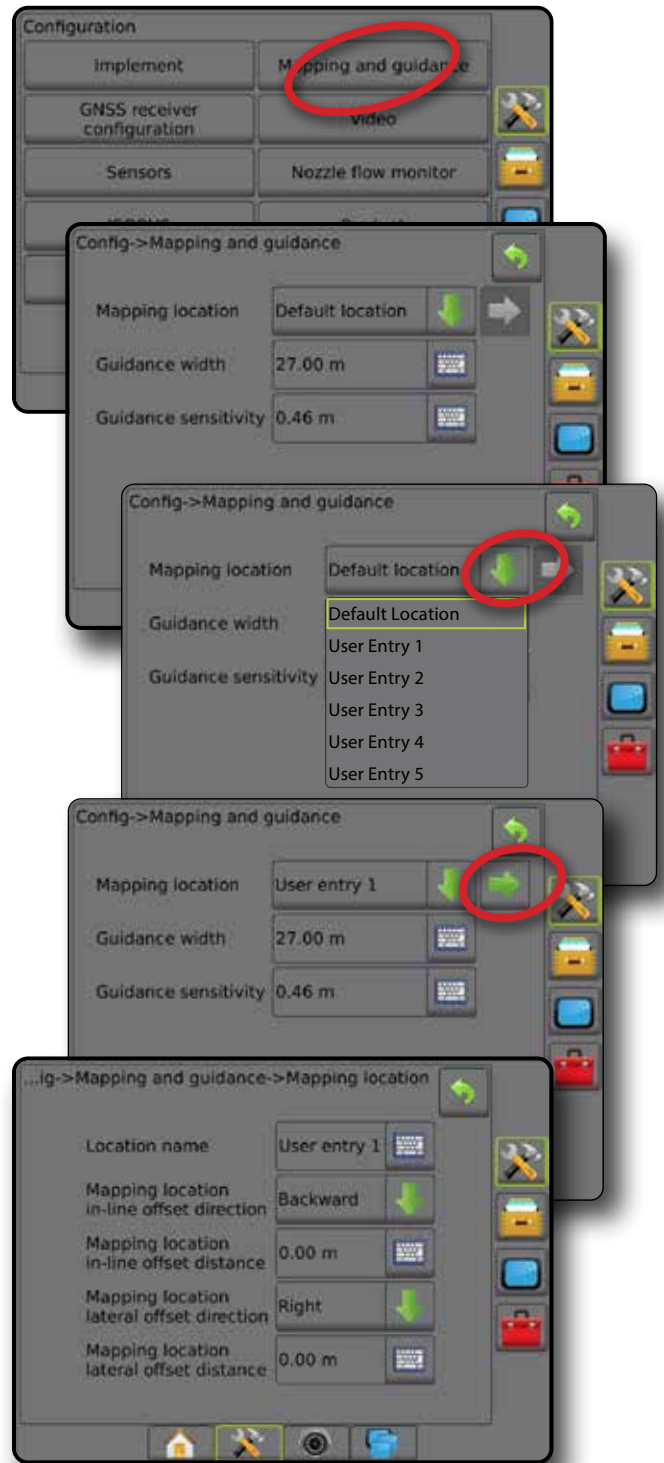 Configuration
Implement Mapping and guidance
GNSS receiver configuration Video
Sensors Nozzle flow monitor
Config->Mapping and guidance
Mapping location Default location
Guidance width 27.00 m
Guidance sensitivity 0.46 m
Config->Mapping and guidance
Mapping location Default location
Guidance width
Default Location
User Entry 1
Guidance sensitivity
User Entry 2
User Entry 3
User Entry 4
User Entry 5
Config->Mapping and guidance
Mapping location User entry 1
Guidance width 27.00 m
Guidance sensitivity 0.46 m
...ig->Mapping and guidance->Mapping location
Location name User entry 1
Mapping location
in-line offset direction Backward
Mapping location
in-line offset distance 0.00 m
Mapping location
lateral offset direction Right
Mapping location
lateral offset distance 0.00 m